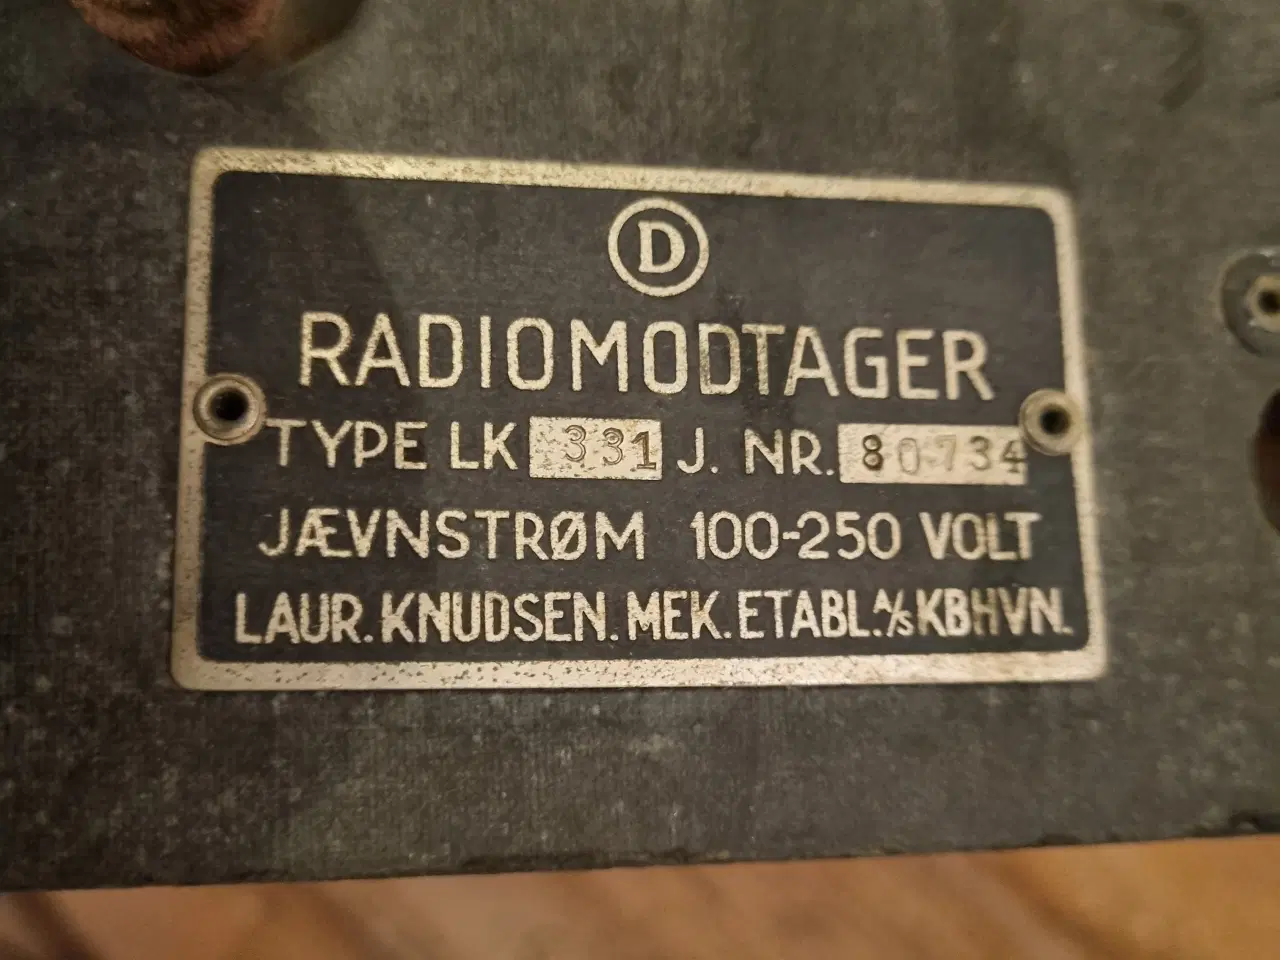 D
RADIOMODTAGER
TYPE LK 331 J. NR. 80734
JÆVNSTRØM 100-250 VOLT
LAUR. KNUDSEN. MEK. ETABL. A/S KBHVN.